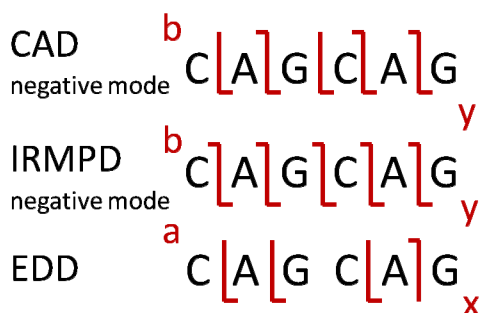 CAD
negative mode
b C A G C A G y
IRMPD
negative mode
b C A G C A G y
EDD
a C A G C A G x